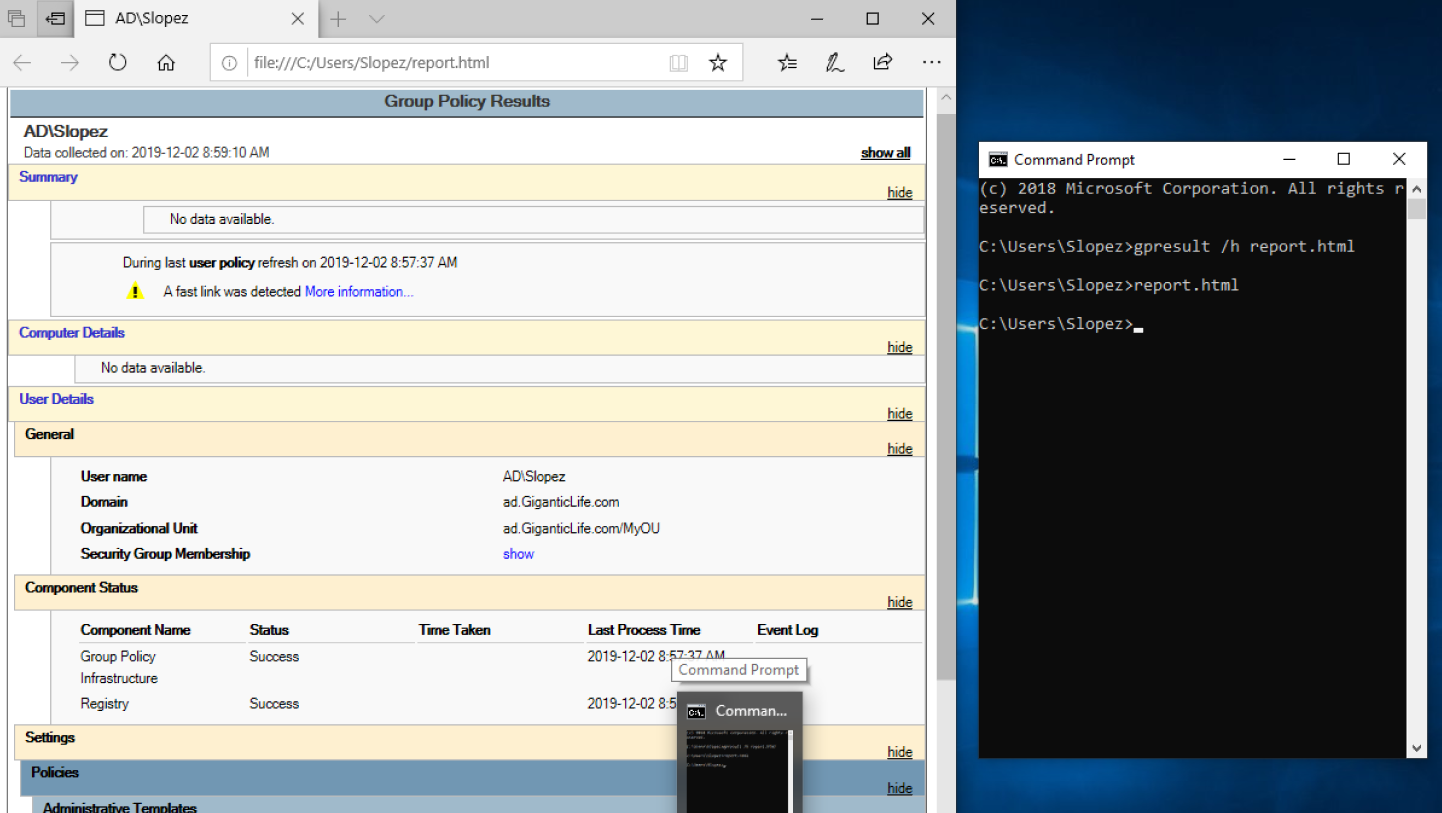 AD\Slopez
file:///C:/Users/Slopez/report.html
Group Policy Results
AD\Slopez
Data collected on: 2019-12-02 8:59:10 AM
show all
Summary
hide
No data available.
During last user policy refresh on 2019-12-02 8:57:37 AM
A fast link was detected More information...
Computer Details
hide
No data available.
User Details
hide
General
hide
User name AD\Slopez
Domain ad.GiganticLife.com
Organizational Unit ad.GiganticLife.com/MyOU
Security Group Membership show
Component Status
hide
Component Name Status Time Taken Last Process Time Event Log
Group Policy Success 2019-12-02 8:57:37 AM
Infrastructure
Registry Success 2019-12-02 8:5
Settings
hide
Policies
hide
Administrative Templates
Command Prompt
Comman...
Command Prompt
(c) 2018 Microsoft Corporation. All rights r
eserved.
C:\Users\Slopez>gpresult /h report.html
C:\Users\Slopez>report.html
C:\Users\Slopez>